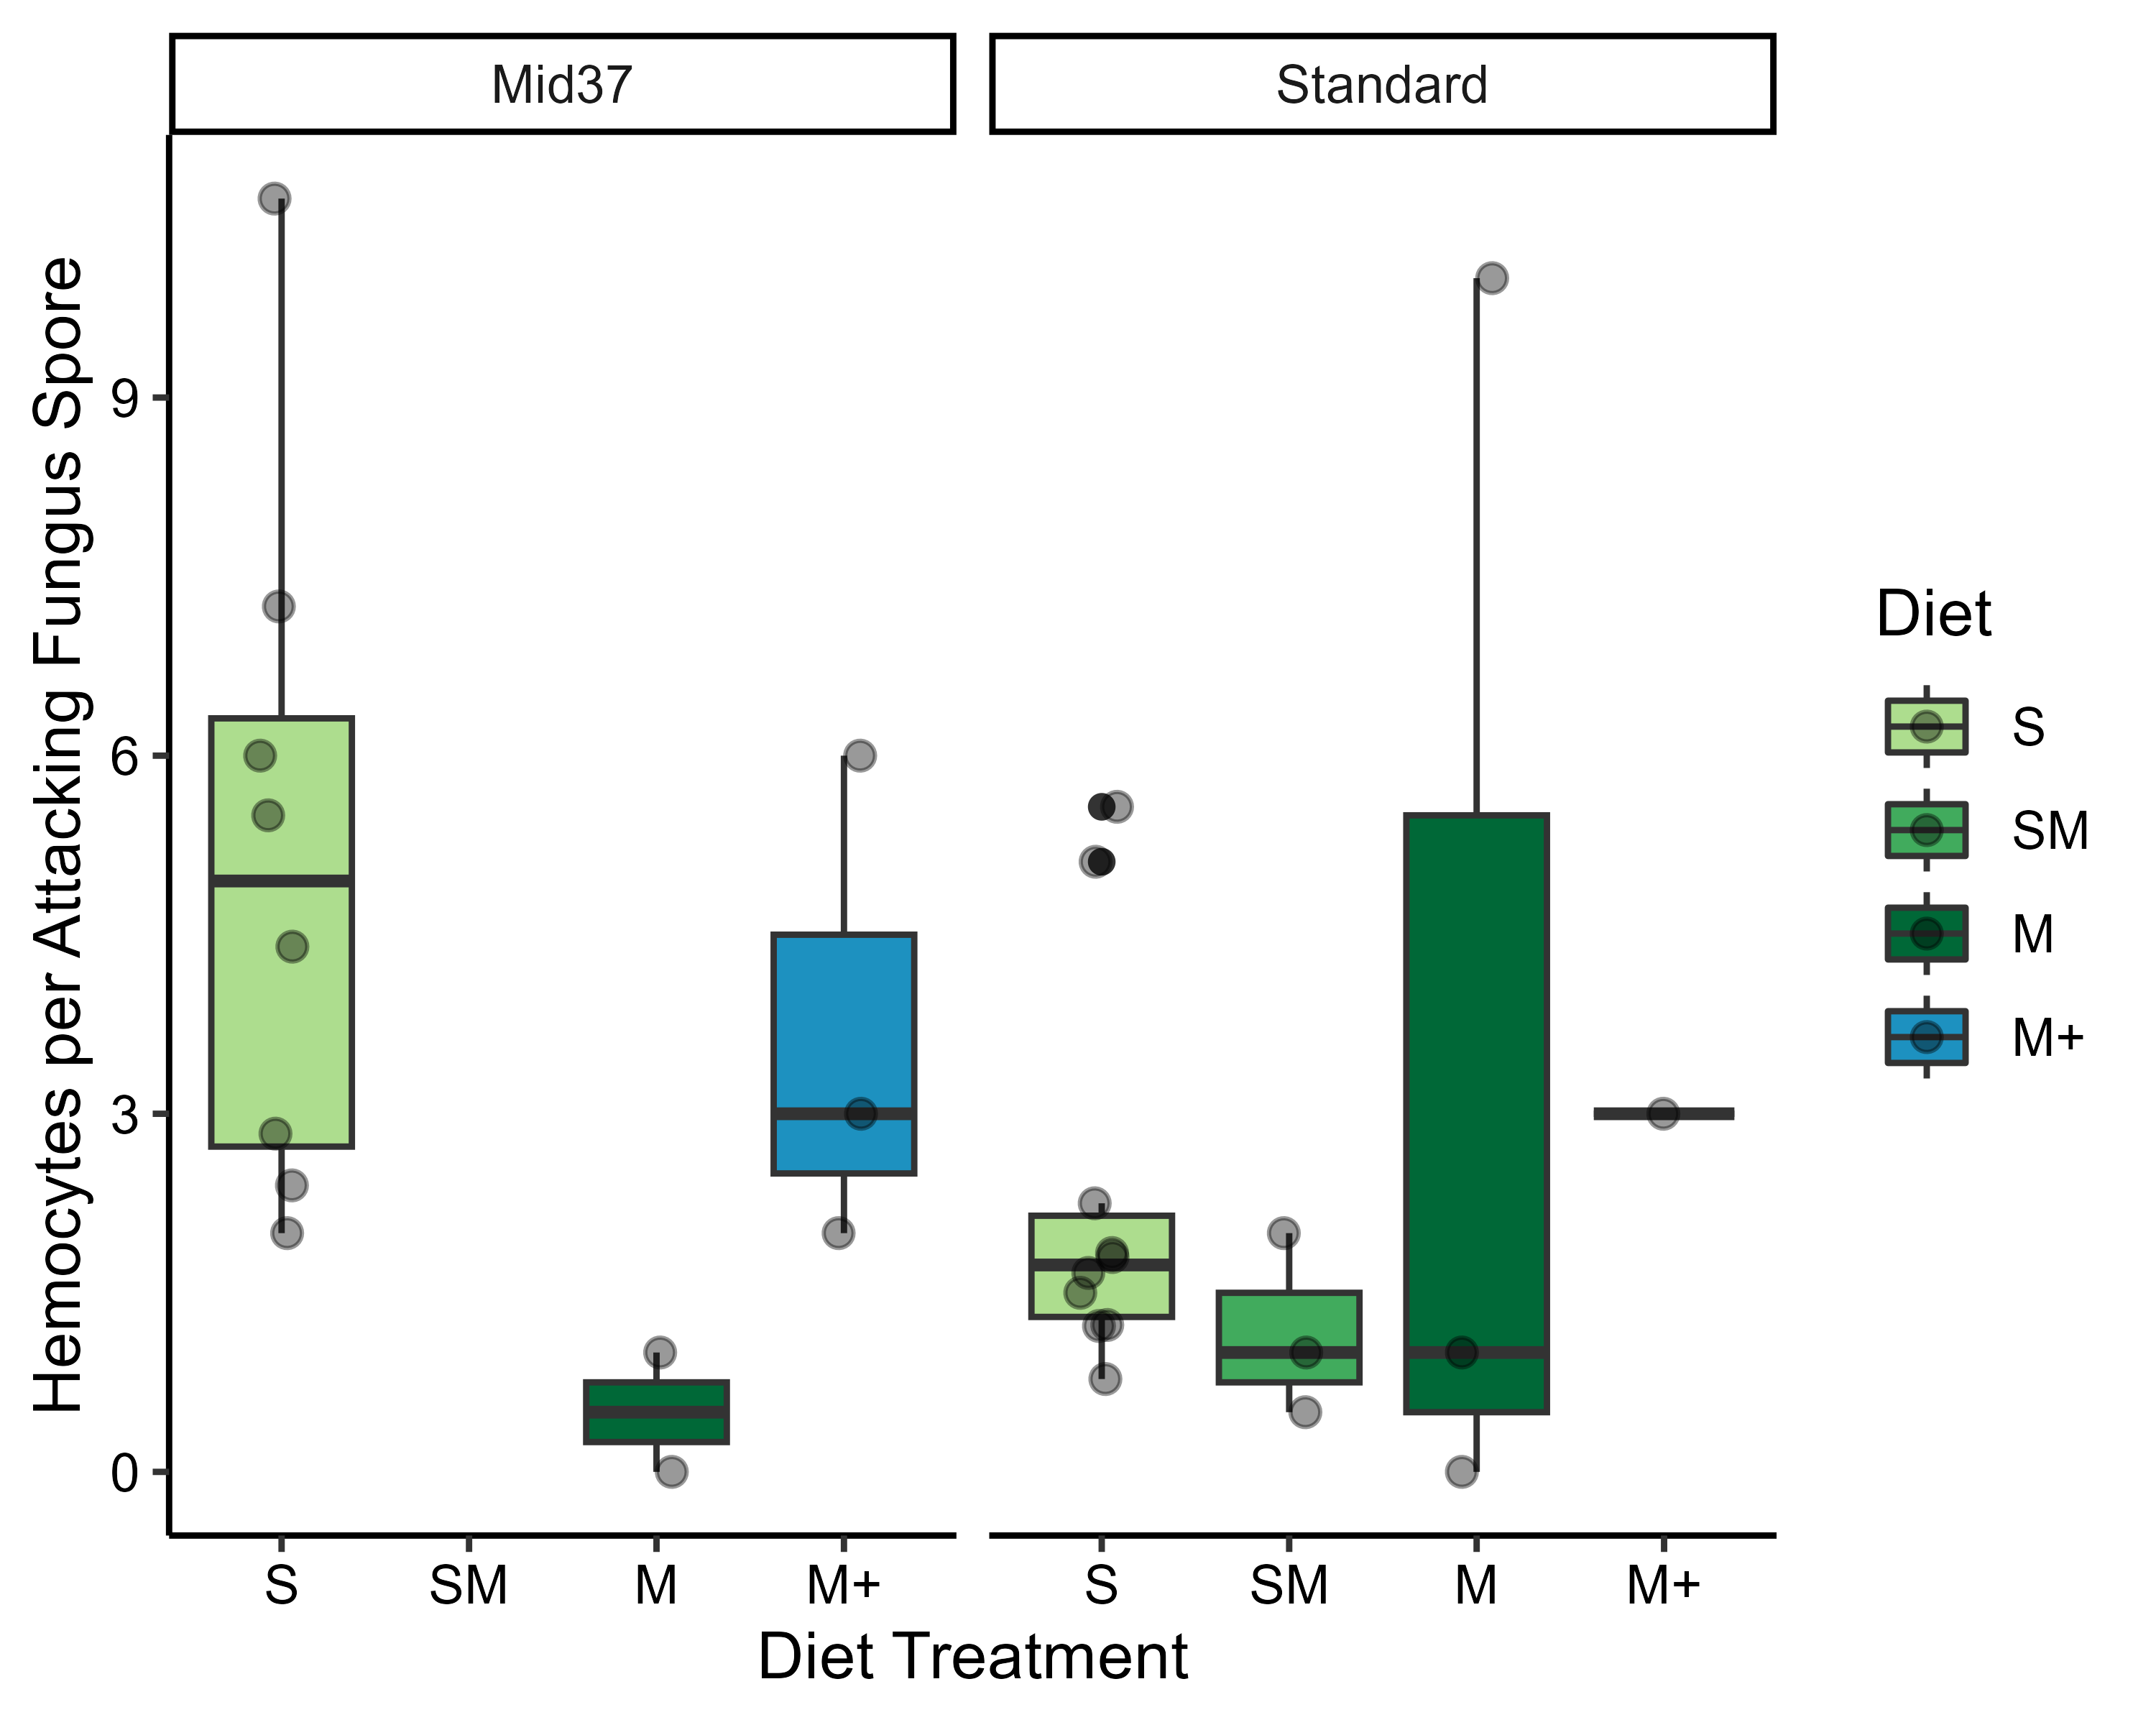 Mid37
Standard
Hemocytes per Attacking Fungus Spore
9
6
3
0
S SM M M+
S SM M M+
Diet Treatment
Diet
S
SM
M
M+